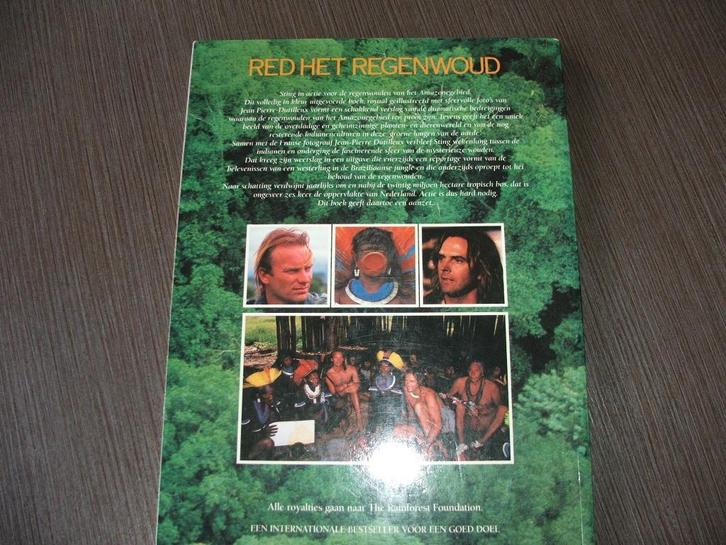 RED HET REGENWOUD
Sting in actie voor de regenwouden van het Amazonegebied.
Dit volledig in kleur uitgevoerde boek, royaal geïllustreerd met sfeervolle foto's van
Jean-Pierre Dutilleux vormt een schokkend verslag van de dramatische bedreigingen
waaraan de regenwouden van het Amazonegebied ten prooi zijn. Tevens geeft het een uniek
beeld van de overdadige en geheimzinnige planten- en dierenwereld en van de nog
resterende Indianenculturen in deze 'groene longen van de aarde'.
Samen met de Franse fotograaf Jean-Pierre Dutilleux verbleef Sting wekenlang tussen de
indianen en onderging de fascinerende sfeer van de mysterieuze wouden.
Dat kreeg zijn weerslag in een uitgave die enerzijds een reportage vormt van de
belevenissen van een westerling in de Braziliaanse jungle en die anderzijds oproept tot het
behoud van de regenwouden.
Naar schatting verdwijnt jaarlijks om en nabij de twintig miljoen hectare tropisch bos, dat is
ongeveer zes keer de oppervlakte van Nederland. Actie is dus hard nodig.
Dit boek geeft daartoe een aanzet.
Alle royalties gaan naar The Rainforest Foundation.
EEN INTERNATIONALE BESTSELLER VOOR EEN GOED DOEL